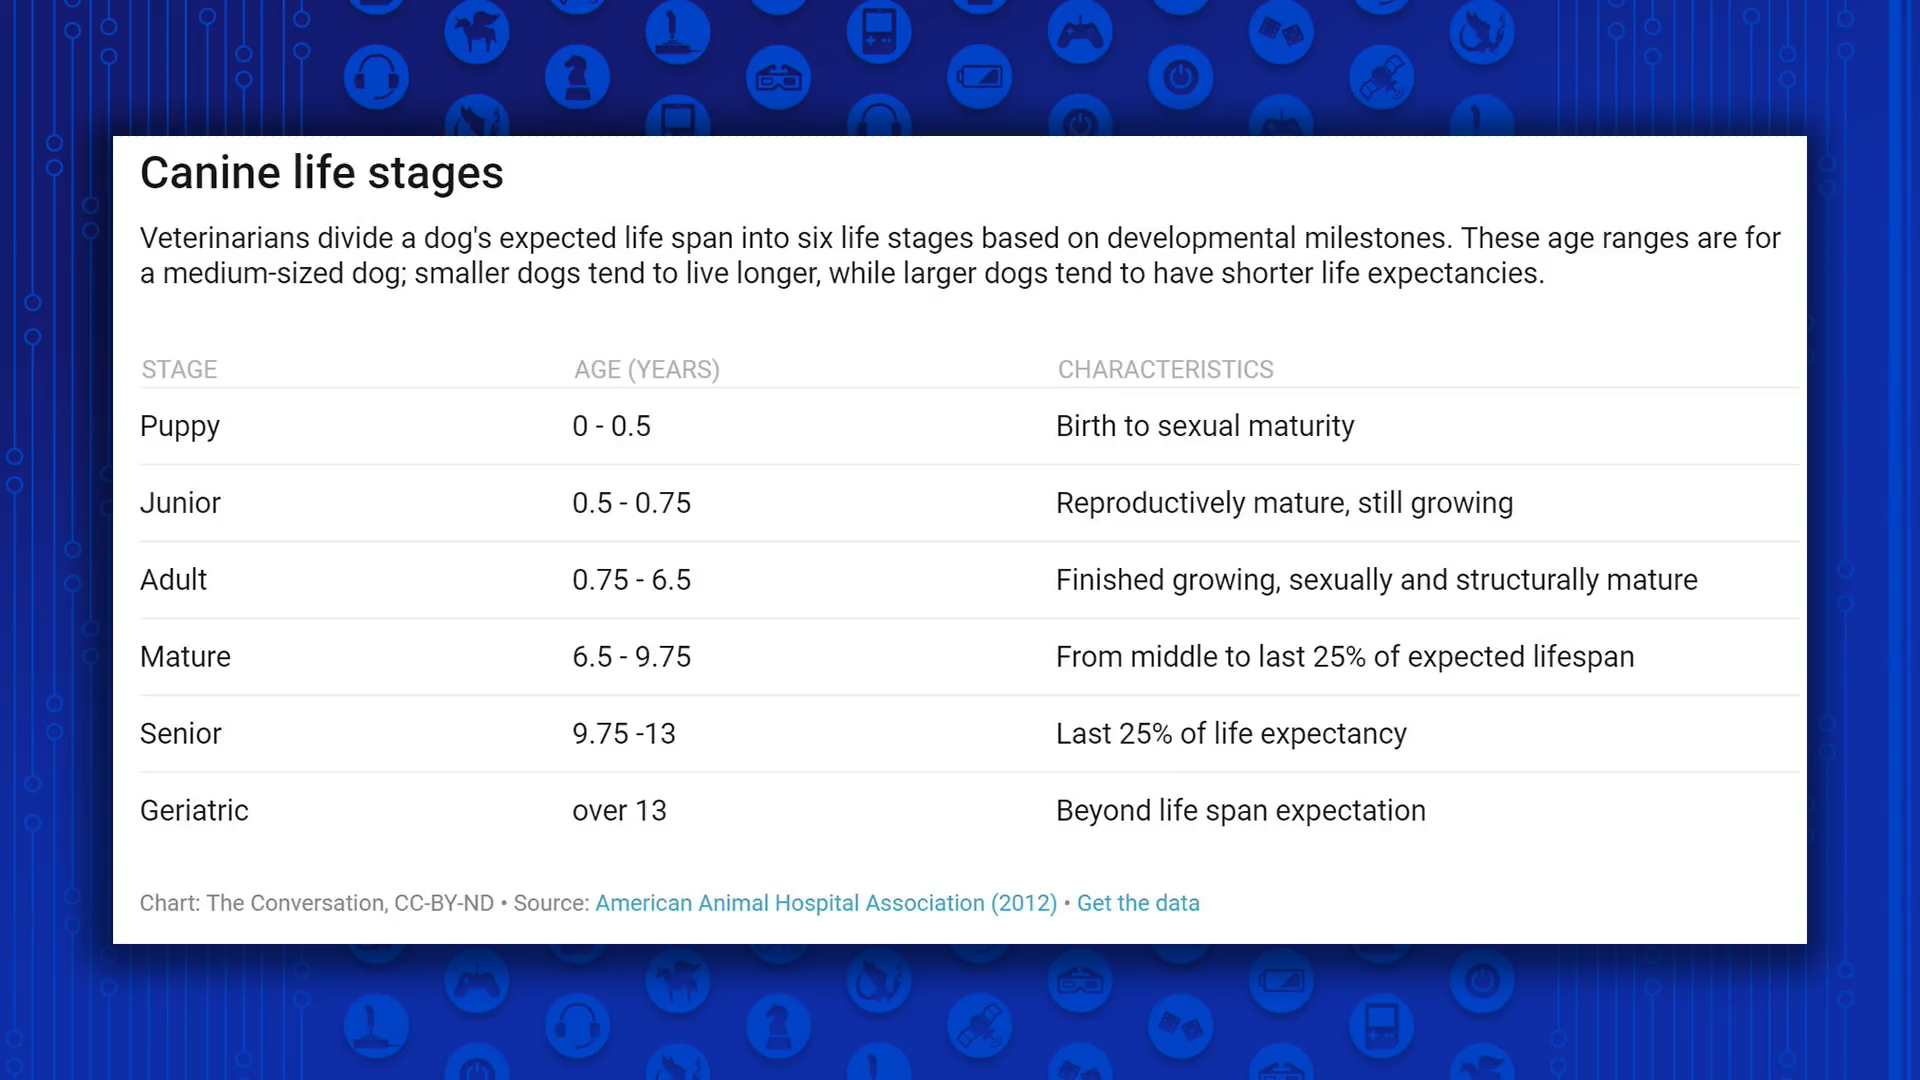 Canine life stages
Veterinarians divide a dog's expected life span into six life stages based on developmental milestones. These age ranges are for
a medium-sized dog; smaller dogs tend to live longer, while larger dogs tend to have shorter life expectancies.
STAGE AGE (YEARS) CHARACTERISTICS
Puppy 0 - 0.5 Birth to sexual maturity
Junior 0.5 - 0.75 Reproductively mature, still growing
Adult 0.75 - 6.5 Finished growing, sexually and structurally mature
Mature 6.5 - 9.75 From middle to last 25% of expected lifespan
Senior 9.75 -13 Last 25% of life expectancy
Geriatric over 13 Beyond life span expectation
Chart: The Conversation, CC-BY-ND • Source: American Animal Hospital Association (2012) • Get the data